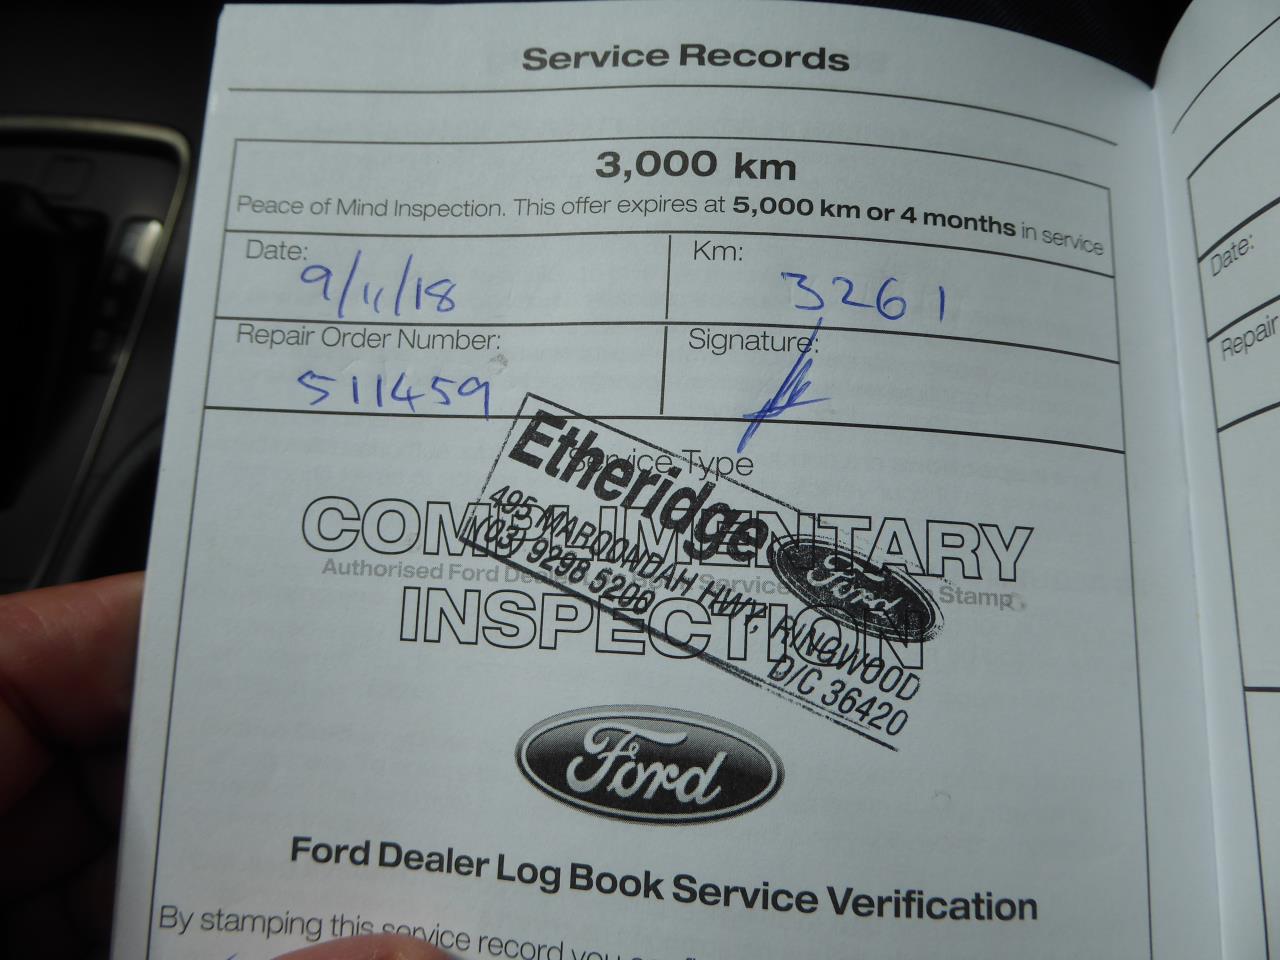 Service Records
3,000 km
Peace of Mind Inspection. This offer expires at 5,000 km or 4 months in service
Date:
9/11/18
Km:
3261
Repair Order Number:
511459
Signature:
Service Type
COMPLIMENTARY
Authorised Ford Dealer Service Stamp
INSPECTION
Etheridge Ford
495 MAROONDAH HWY, RINGWOOD
(03) 9298 5206
D/C 36420
Ford
Ford Dealer Log Book Service Verification
By stamping this service record you
Date:
Repair